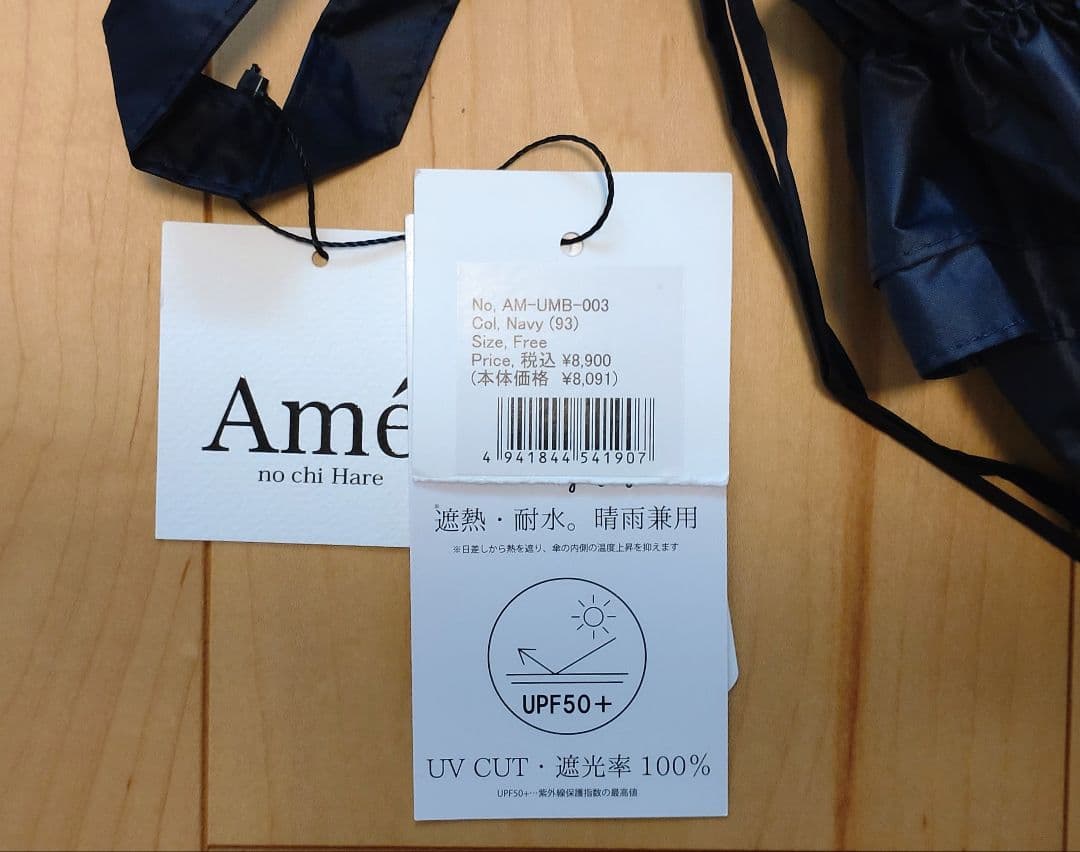 Amé
no chi Hare
No, AM-UMB-003
Col, Navy (93)
Size, Free
Price, 税込 ¥8,900
(本体価格 ¥8,091)
4 941844 541907
※遮熱・耐水。晴雨兼用
※日差しから熱を遮り、傘の内側の温度上昇を抑えます
UPF50+
UV CUT・遮光率 100%
UPF50+…紫外線保護指数の最高値